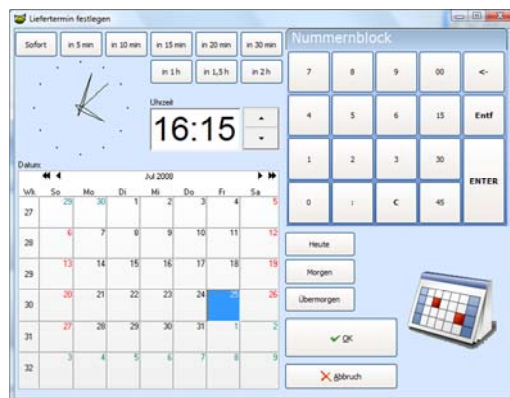 Liefertermin festlegen
Sofort in 5 min in 10 min in 15 min in 20 min in 30 min
in 1 h in 1,5 h in 2 h
Uhrzeit
16:15
Nummernblock
7 8 9 00 <-
4 5 6 15 Entf
1 2 3 30
ENTER
0 : C 45
Datum:
Jul 2008
Wk. So Mo Di Mi Do Fr Sa
27 29 30 1 2 3 4 5
28 6 7 8 9 10 11 12
29 13 14 15 16 17 18 19
30 20 21 22 23 24 25 26
31 27 28 29 30 31 1 2
32 3 4 5 6 7 8 9
Heute
Morgen
Übermorgen
OK
Abbruch